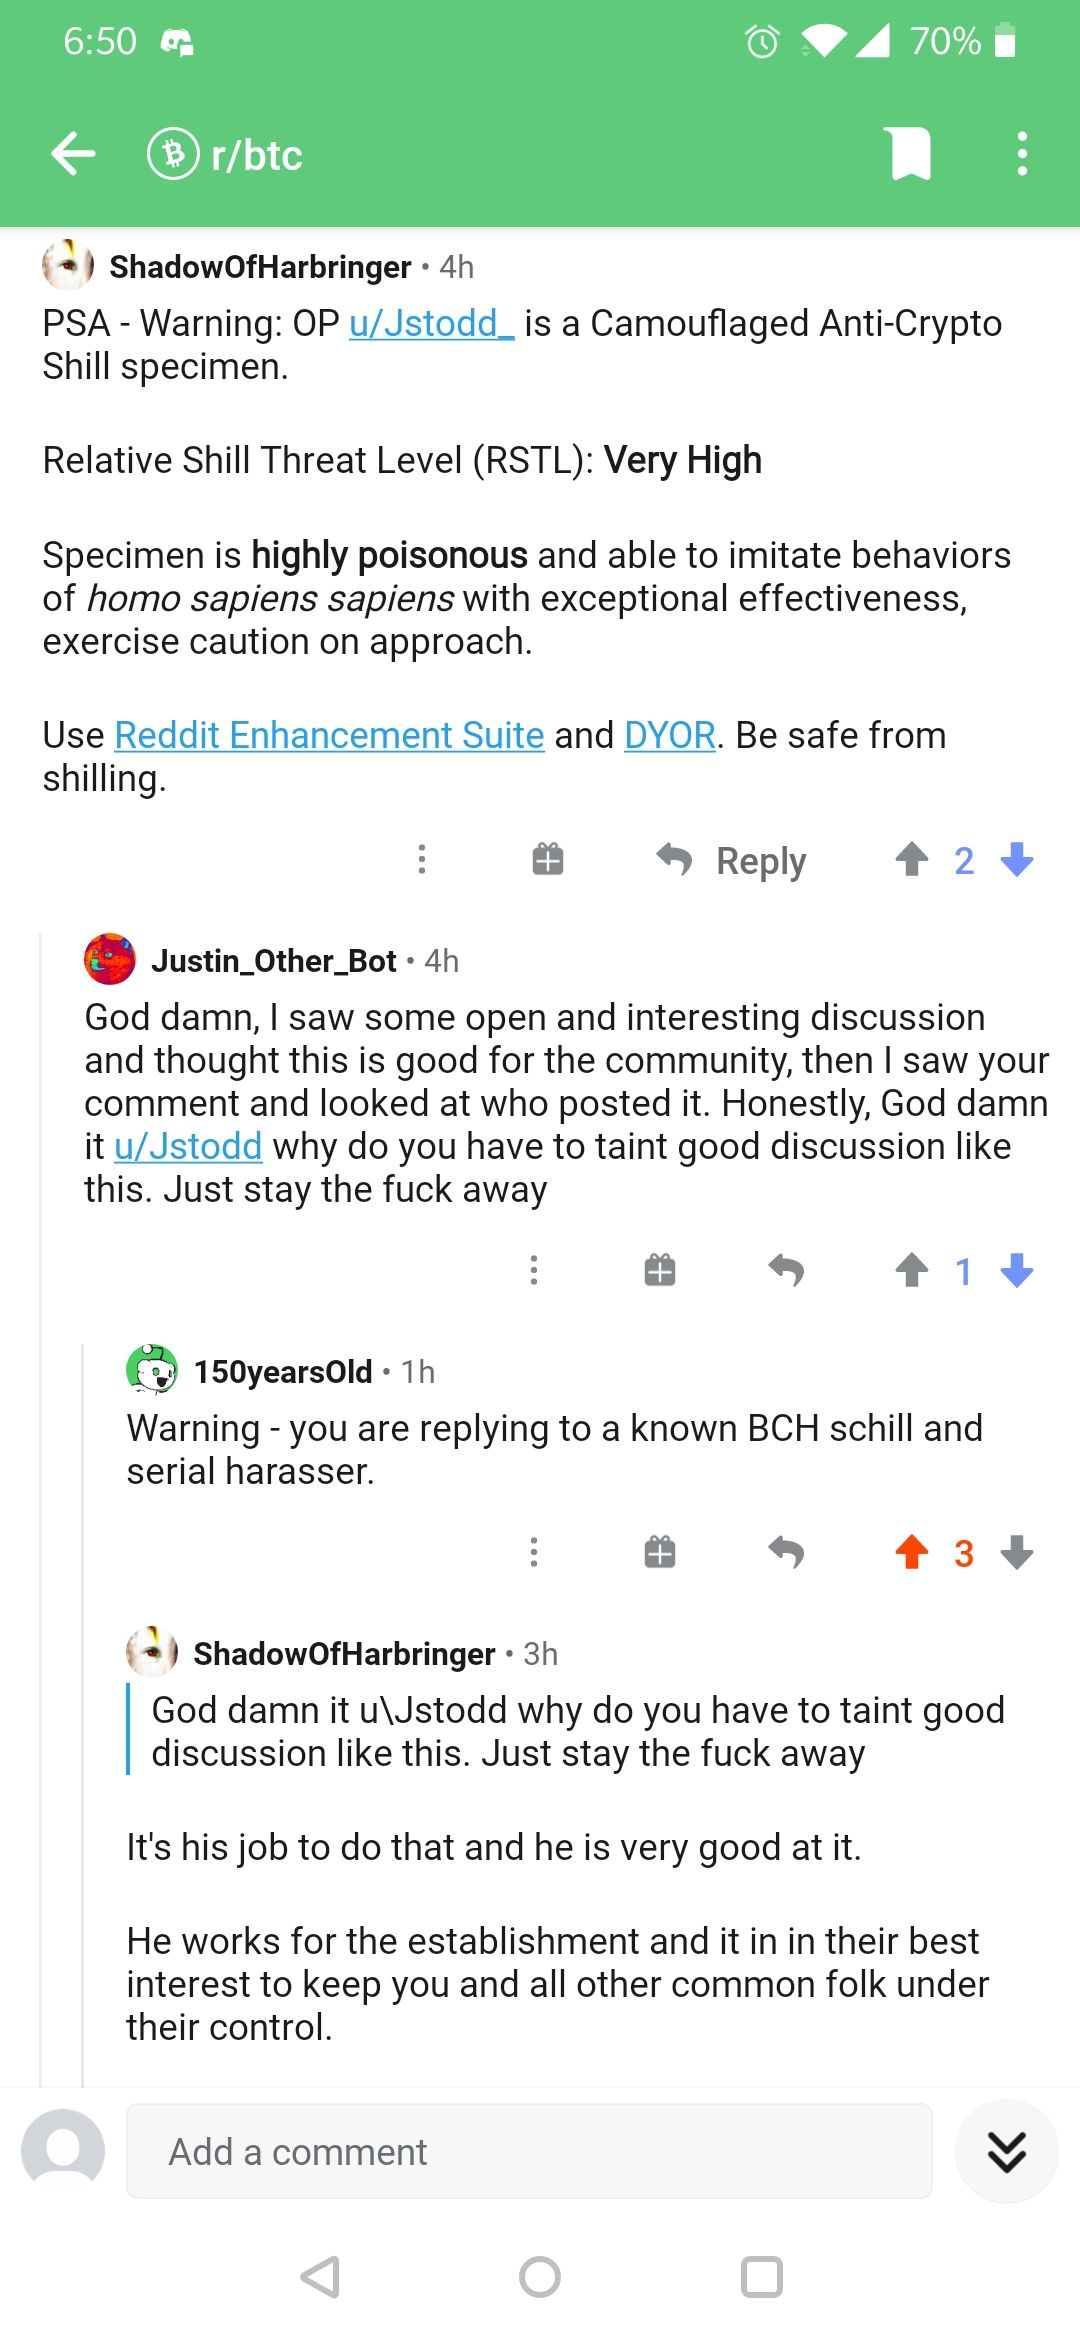 6:50
70%
r/btc
ShadowOfHarbringer • 4h
PSA - Warning: OP u/Jstodd_ is a Camouflaged Anti-Crypto
Shill specimen.
Relative Shill Threat Level (RSTL): Very High
Specimen is highly poisonous and able to imitate behaviors
of homo sapiens sapiens with exceptional effectiveness,
exercise caution on approach.
Use Reddit Enhancement Suite and DYOR. Be safe from
shilling.
Reply 2
Justin_Other_Bot • 4h
God damn, I saw some open and interesting discussion
and thought this is good for the community, then I saw your
comment and looked at who posted it. Honestly, God damn
it u/Jstodd why do you have to taint good discussion like
this. Just stay the fuck away
1
150yearsOld • 1h
Warning - you are replying to a known BCH schill and
serial harasser.
3
ShadowOfHarbringer • 3h
God damn it u\Jstodd why do you have to taint good
discussion like this. Just stay the fuck away
It's his job to do that and he is very good at it.
He works for the establishment and it in in their best
interest to keep you and all other common folk under
their control.
Add a comment